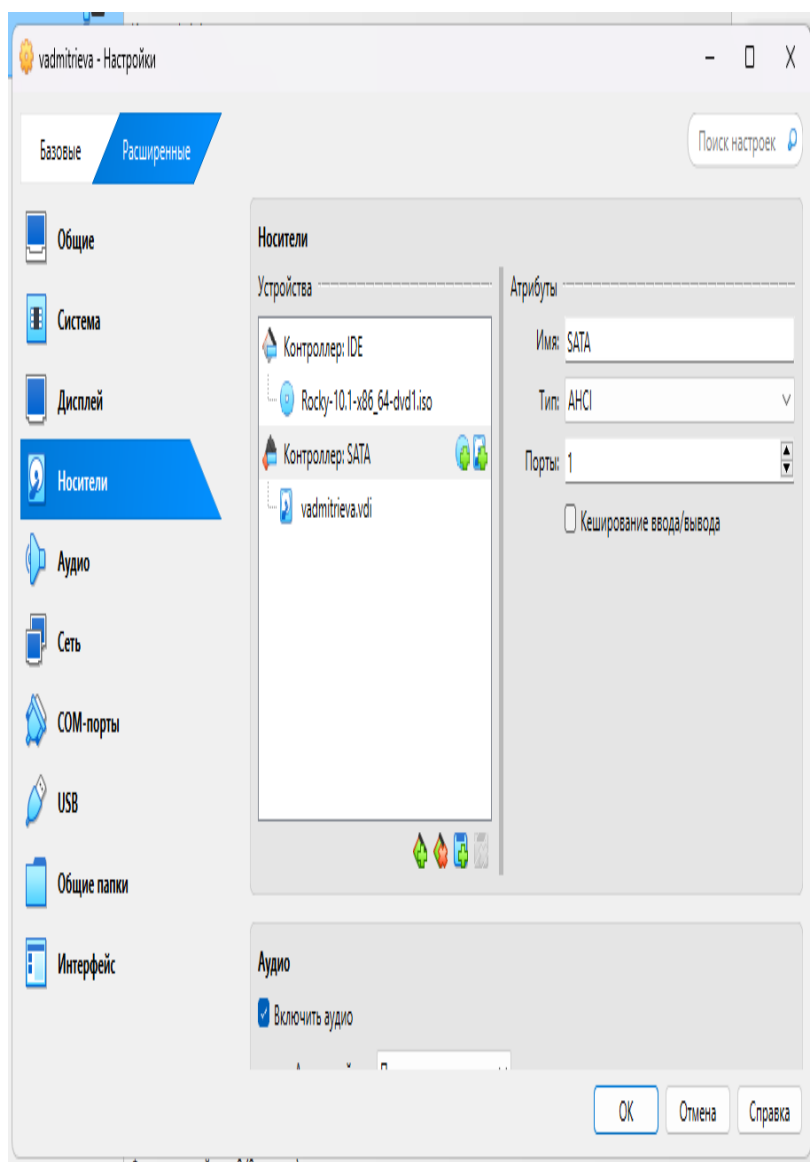 vadmitrieva - Настройки
Базовые
Расширенные
Поиск настроек
Общие
Система
Дисплей
Носители
Аудио
Сеть
COM-порты
USB
Общие папки
Интерфейс
Носители
Устройства
Контроллер: IDE
Rocky-10.1-x86_64-dvd1.iso
Контроллер: SATA
vadmitrieva.vdi
Атрибуты
Имя: SATA
Тип: AHCI
Порты: 1
Кеширование ввода/вывода
Аудио
Включить аудио
OK
Отмена
Справка